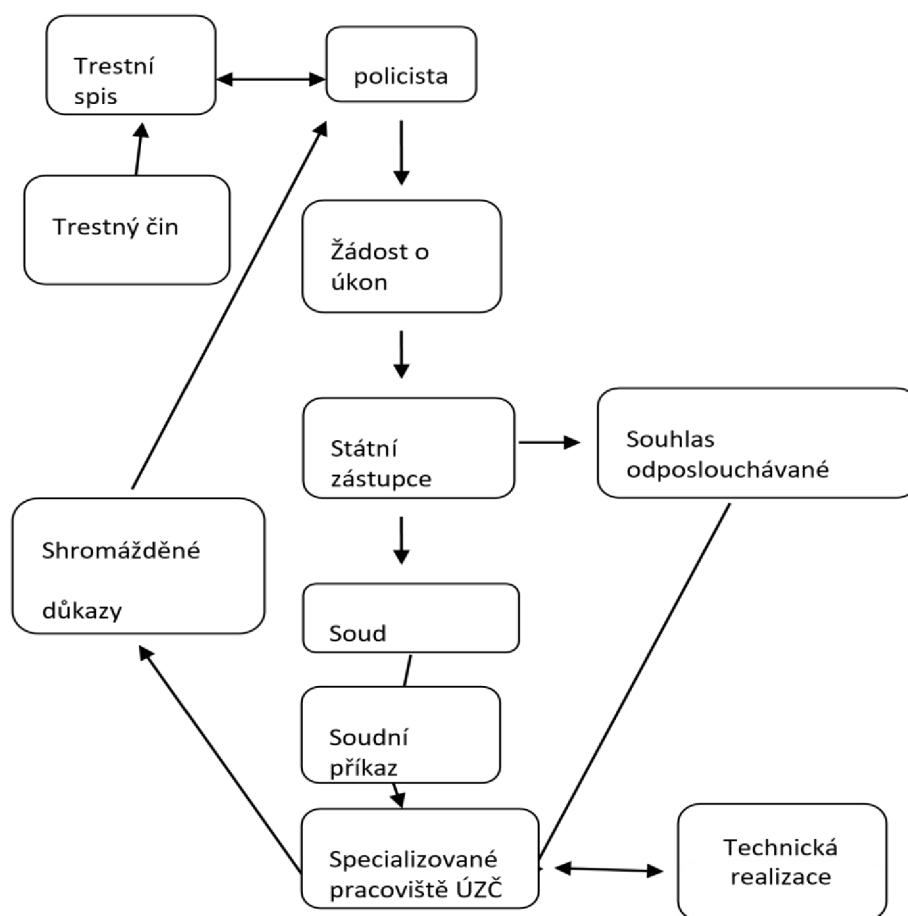 Trestní
spis
policista
Trestný čin
Žádost o
úkon
Státní
zástupce
Souhlas
odposlouchávané
Shromážděné
důkazy
Soud
Soudní
příkaz
Specializované
pracoviště ÚZČ
Technická
realizace